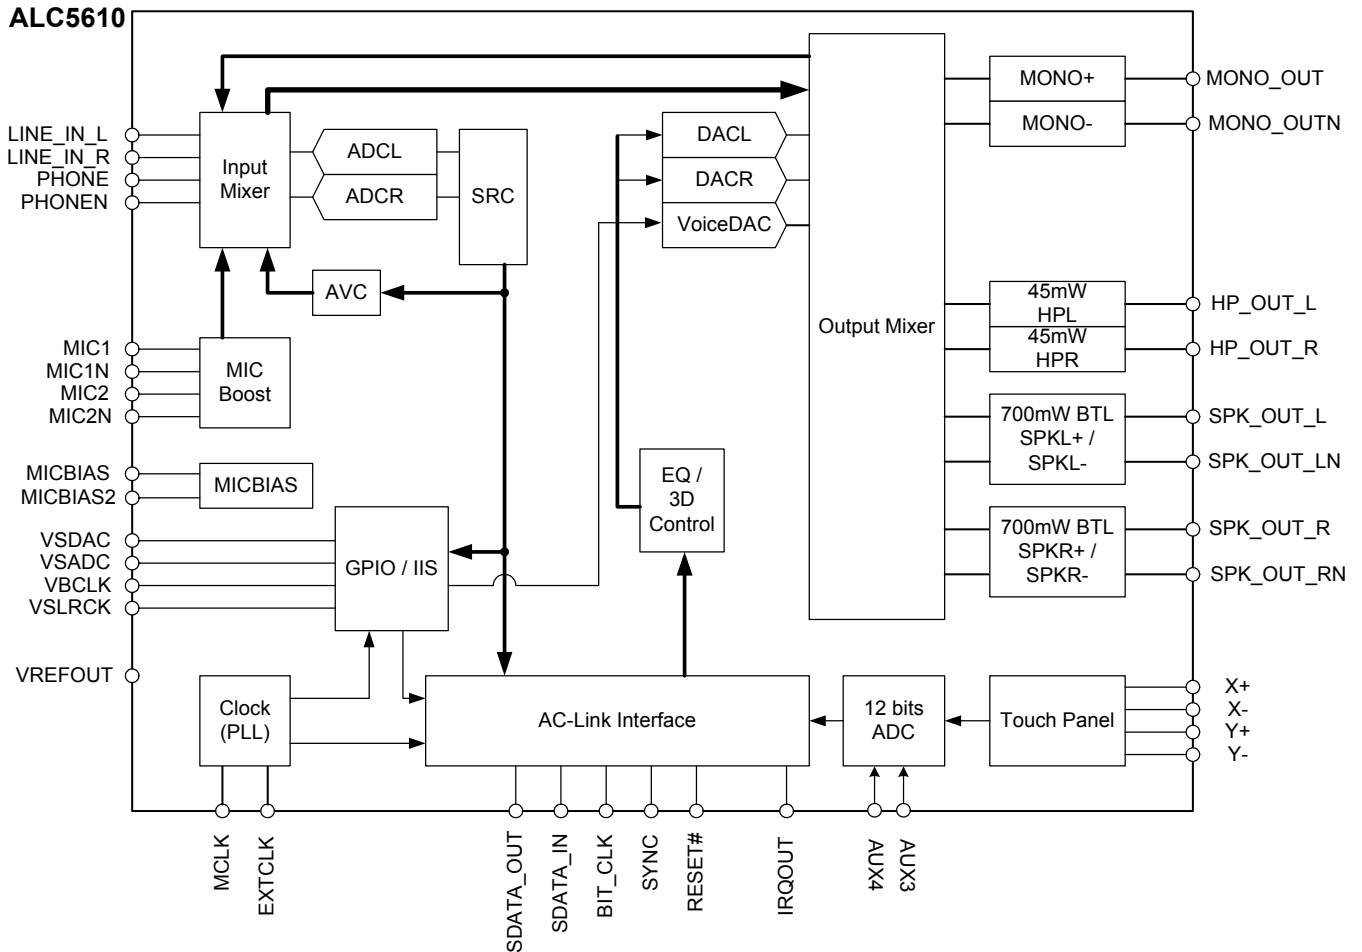 ALC5610
LINE_IN_L
LINE_IN_R
PHONE
PHONEN
MIC1
MIC1N
MIC2
MIC2N
MICBIAS
MICBIAS2
VSDAC
VSADC
VBCLK
VSLRCK
VREFOUT
Input
Mixer
ADCL
ADCR
SRC
AVC
MIC
Boost
MICBIAS
GPIO / IIS
Clock
(PLL)
DACL
DACR
VoiceDAC
EQ /
3D
Control
Output Mixer
AC-Link Interface
12 bits
ADC
Touch Panel
MONO+
MONO-
45mW
HPL
45mW
HPR
700mW BTL
SPKL+ /
SPKL-
700mW BTL
SPKR+ /
SPKR-
MONO_OUT
MONO_OUTN
HP_OUT_L
HP_OUT_R
SPK_OUT_L
SPK_OUT_LN
SPK_OUT_R
SPK_OUT_RN
X+
X-
Y+
Y-
MCLK
EXTCLK
SDATA_OUT
SDATA_IN
BIT_CLK
SYNC
RESET#
IRQOUT
AUX4
AUX3